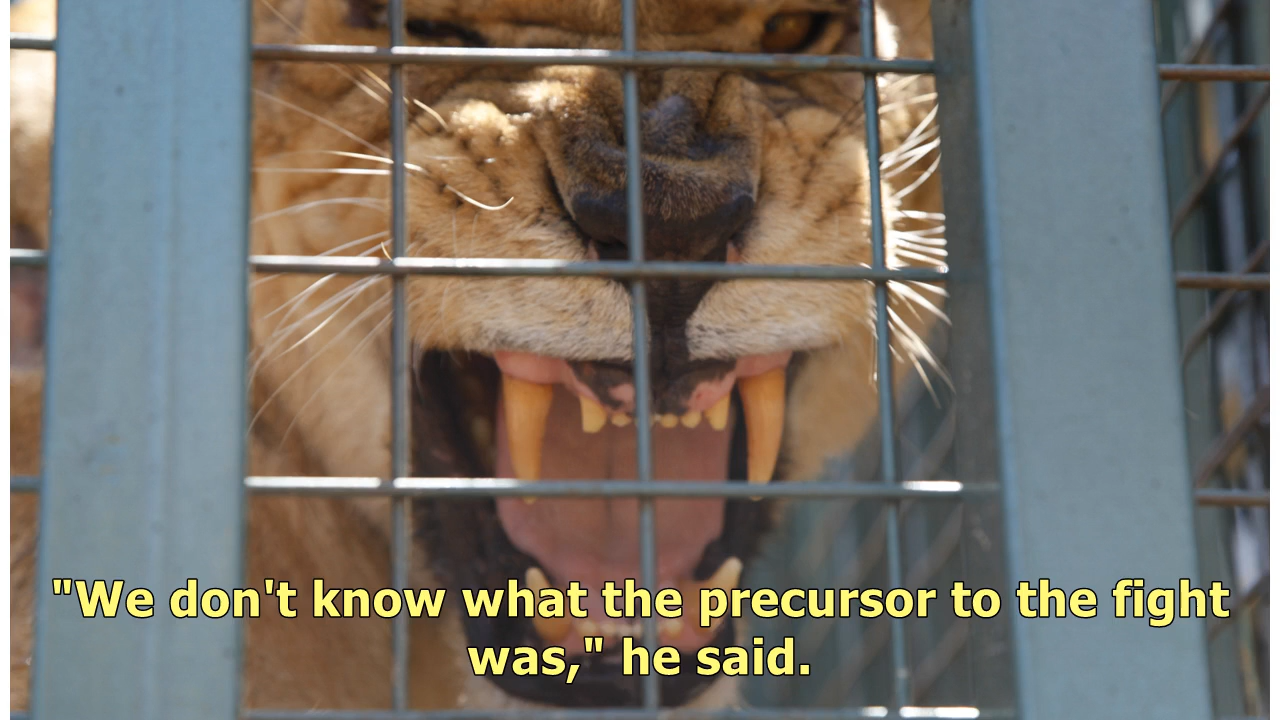 "We don't know what the precursor to the fight
was," he said.